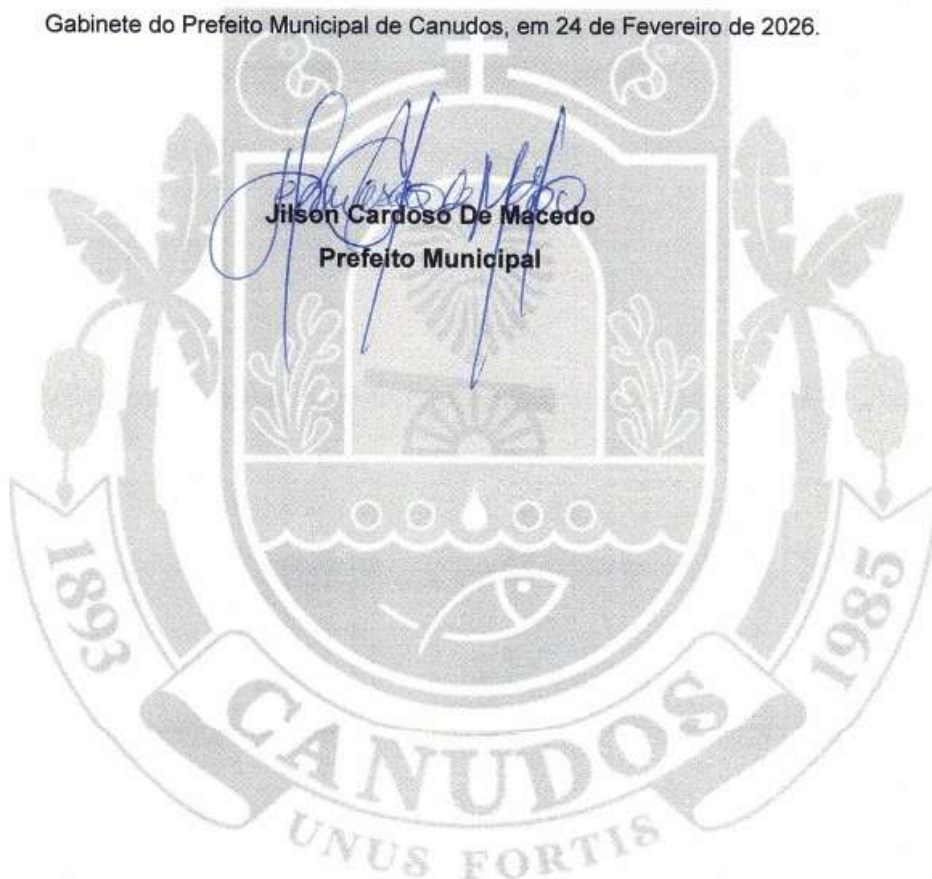 Gabinete do Prefeito Municipal de Canudos, em 24 de Fevereiro de 2026.
Jilson Cardoso De Macedo
Prefeito Municipal
1893
1985
CANUDOS
UNUS FORTIS